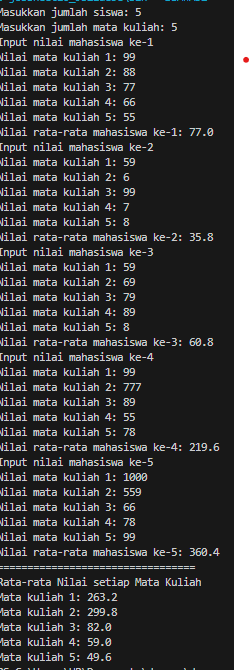 Masukkan jumlah siswa: 5
Masukkan jumlah mata kuliah: 5
Input nilai mahasiswa ke-1
Nilai mata kuliah 1: 99
Nilai mata kuliah 2: 88
Nilai mata kuliah 3: 77
Nilai mata kuliah 4: 66
Nilai mata kuliah 5: 55
Nilai rata-rata mahasiswa ke-1: 77.0
Input nilai mahasiswa ke-2
Nilai mata kuliah 1: 59
Nilai mata kuliah 2: 6
Nilai mata kuliah 3: 99
Nilai mata kuliah 4: 7
Nilai mata kuliah 5: 8
Nilai rata-rata mahasiswa ke-2: 35.8
Input nilai mahasiswa ke-3
Nilai mata kuliah 1: 59
Nilai mata kuliah 2: 69
Nilai mata kuliah 3: 79
Nilai mata kuliah 4: 89
Nilai mata kuliah 5: 8
Nilai rata-rata mahasiswa ke-3: 60.8
Input nilai mahasiswa ke-4
Nilai mata kuliah 1: 99
Nilai mata kuliah 2: 777
Nilai mata kuliah 3: 89
Nilai mata kuliah 4: 55
Nilai mata kuliah 5: 78
Nilai rata-rata mahasiswa ke-4: 219.6
Input nilai mahasiswa ke-5
Nilai mata kuliah 1: 1000
Nilai mata kuliah 2: 559
Nilai mata kuliah 3: 66
Nilai mata kuliah 4: 78
Nilai mata kuliah 5: 99
Nilai rata-rata mahasiswa ke-5: 360.4
==================================
Rata-rata Nilai setiap Mata Kuliah
Mata kuliah 1: 263.2
Mata kuliah 2: 299.8
Mata kuliah 3: 82.0
Mata kuliah 4: 59.0
Mata kuliah 5: 49.6